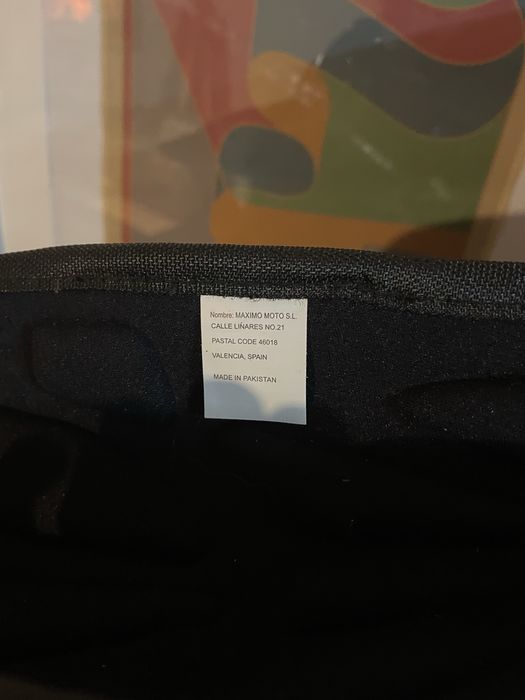 Nombre: MAXIMO MOTO S.L.
CALLE LIÑARES NO.21
PASTAL CODE 46018
VALENCIA, SPAIN
MADE IN PAKISTAN